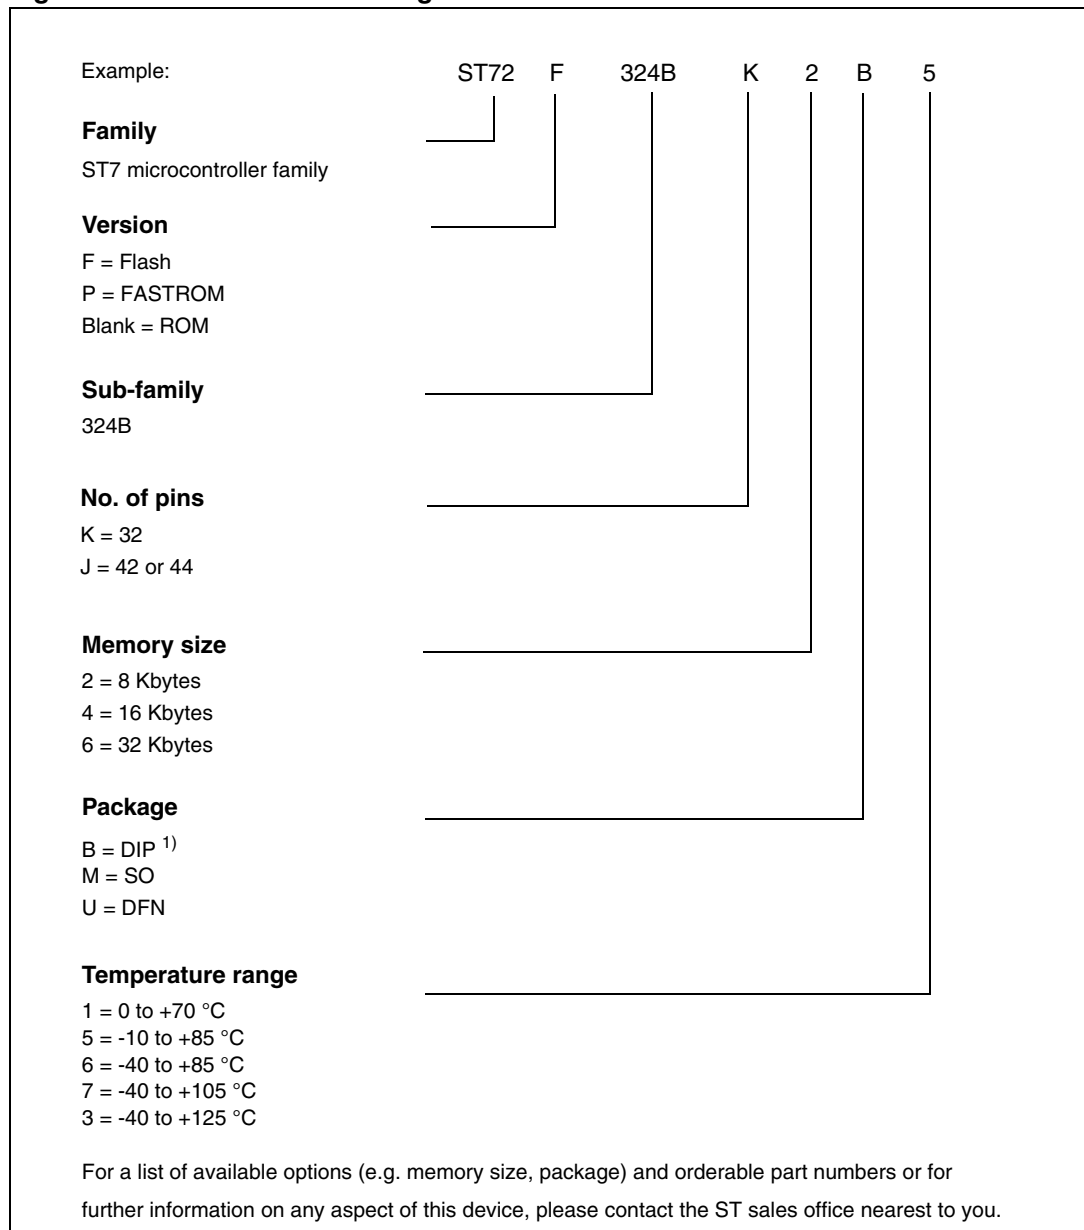 Example: ST72 F 324B K 2 B 5
Family
ST7 microcontroller family
Version
F = Flash
P = FASTROM
Blank = ROM
Sub-family
324B
No. of pins
K = 32
J = 42 or 44
Memory size
2 = 8 Kbytes
4 = 16 Kbytes
6 = 32 Kbytes
Package
B = DIP 1)
M = SO
U = DFN
Temperature range
1 = 0 to +70 °C
5 = -10 to +85 °C
6 = -40 to +85 °C
7 = -40 to +105 °C
3 = -40 to +125 °C
For a list of available options (e.g. memory size, package) and orderable part numbers or for
further information on any aspect of this device, please contact the ST sales office nearest to you.